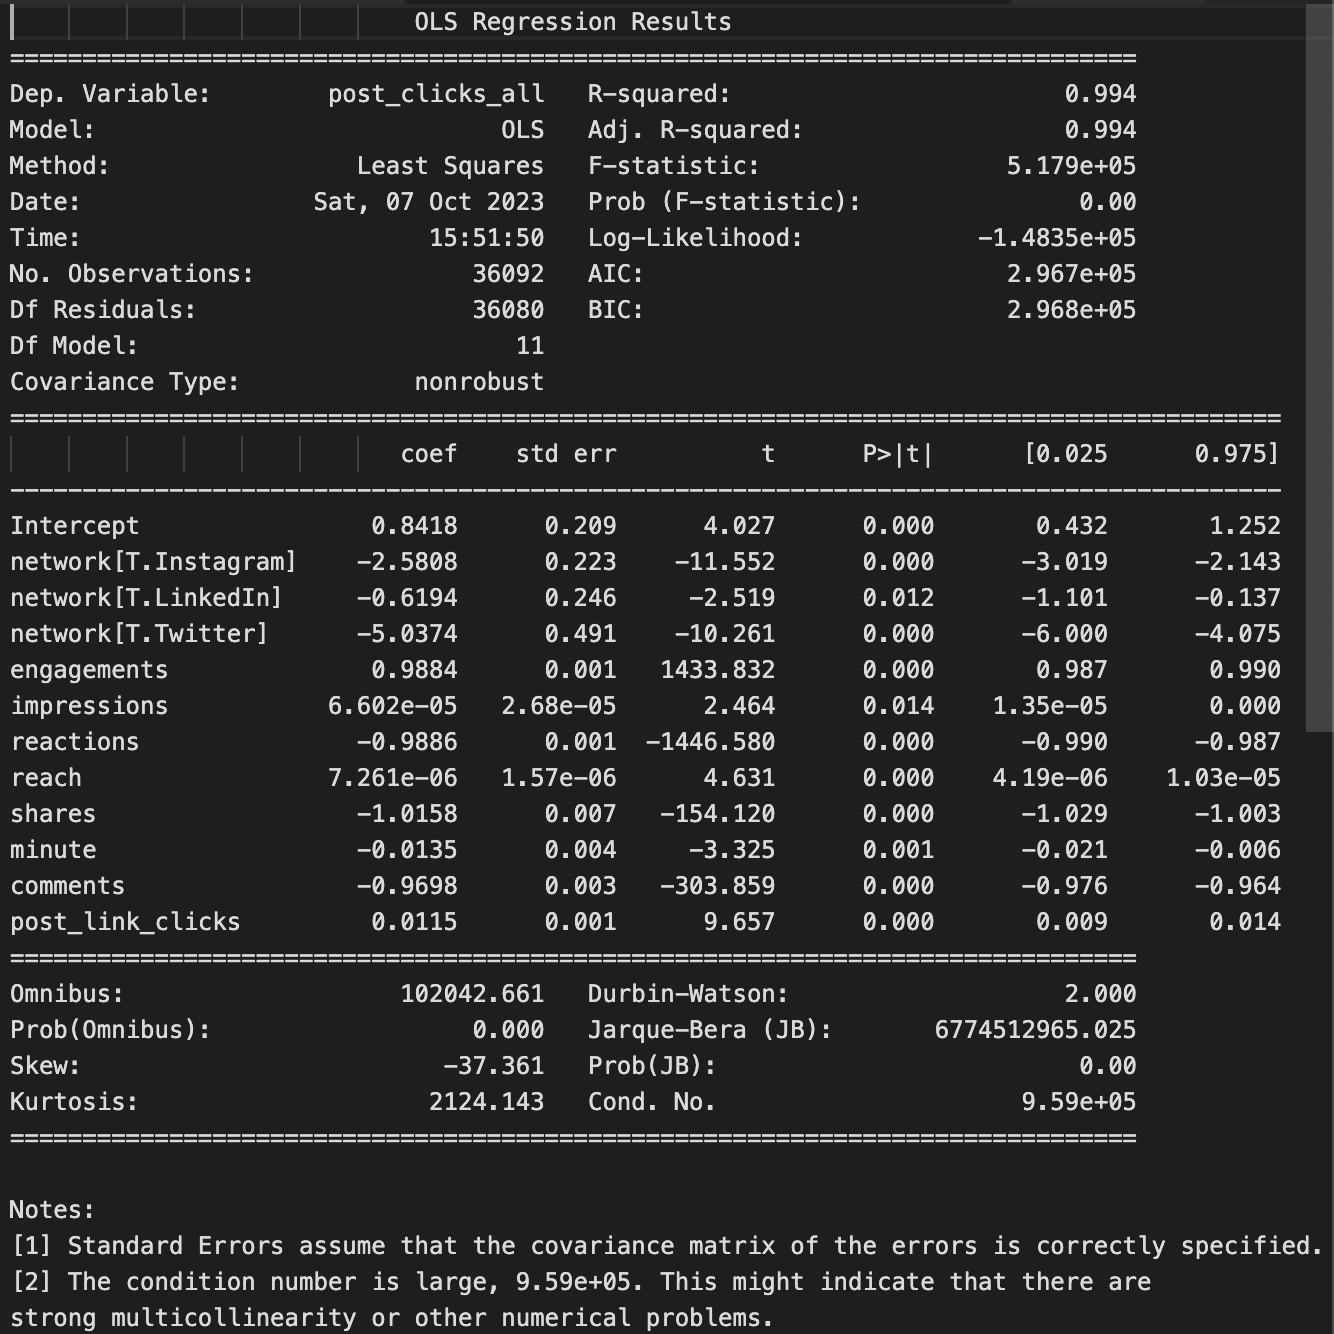 OLS Regression Results
==============================================================================
Dep. Variable: post_clicks_all R-squared: 0.994
Model: OLS Adj. R-squared: 0.994
Method: Least Squares F-statistic: 5.179e+05
Date: Sat, 07 Oct 2023 Prob (F-statistic): 0.00
Time: 15:51:50 Log-Likelihood: -1.4835e+05
No. Observations: 36092 AIC: 2.967e+05
Df Residuals: 36080 BIC: 2.968e+05
Df Model: 11
Covariance Type: nonrobust
========================================================================================
coef std err t P>|t| [0.025 0.975]
----------------------------------------------------------------------------------------
Intercept 0.8418 0.209 4.027 0.000 0.432 1.252
network[T.Instagram] -2.5808 0.223 -11.552 0.000 -3.019 -2.143
network[T.LinkedIn] -0.6194 0.246 -2.519 0.012 -1.101 -0.137
network[T.Twitter] -5.0374 0.491 -10.261 0.000 -6.000 -4.075
engagements 0.9884 0.001 1433.832 0.000 0.987 0.990
impressions 6.602e-05 2.68e-05 2.464 0.014 1.35e-05 0.000
reactions -0.9886 0.001 -1446.580 0.000 -0.990 -0.987
reach 7.261e-06 1.57e-06 4.631 0.000 4.19e-06 1.03e-05
shares -1.0158 0.007 -154.120 0.000 -1.029 -1.003
minute -0.0135 0.004 -3.325 0.001 -0.021 -0.006
comments -0.9698 0.003 -303.859 0.000 -0.976 -0.964
post_link_clicks 0.0115 0.001 9.657 0.000 0.009 0.014
==============================================================================
Omnibus: 102042.661 Durbin-Watson: 2.000
Prob(Omnibus): 0.000 Jarque-Bera (JB): 6774512965.025
Skew: -37.361 Prob(JB): 0.00
Kurtosis: 2124.143 Cond. No. 9.59e+05
==============================================================================
Notes:
[1] Standard Errors assume that the covariance matrix of the errors is correctly specified.
[2] The condition number is large, 9.59e+05. This might indicate that there are
strong multicollinearity or other numerical problems.